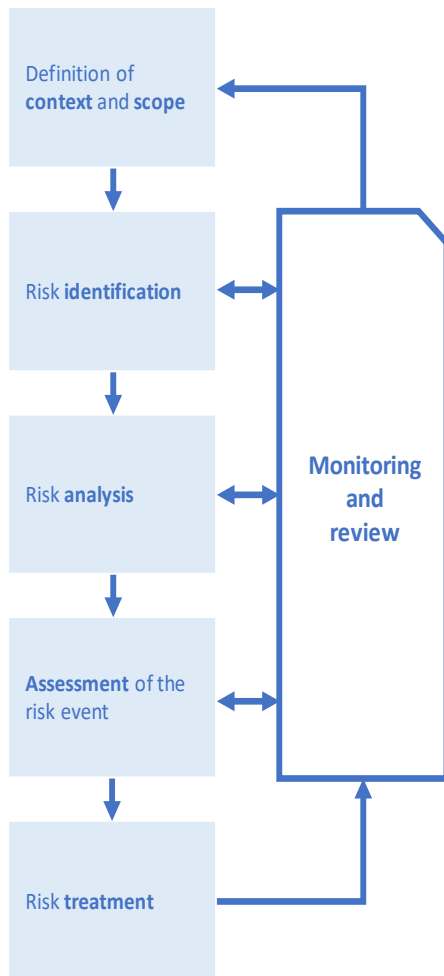 Definition of
context and scope
Risk identification
Risk analysis
Monitoring
and
review
Assessment of the
risk event
Risk treatment